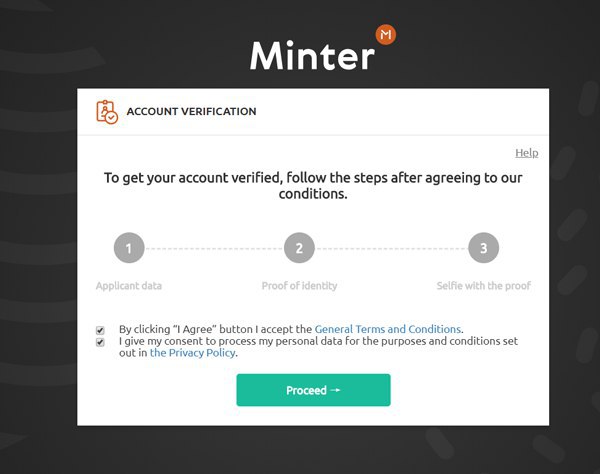 Minter M
ACCOUNT VERIFICATION
Help
To get your account verified, follow the steps after agreeing to our
conditions.
1 2 3
Applicant data Proof of identity Selfie with the proof
By clicking “I Agree” button I accept the General Terms and Conditions.
I give my consent to process my personal data for the purposes and conditions set
out in the Privacy Policy.
Proceed →